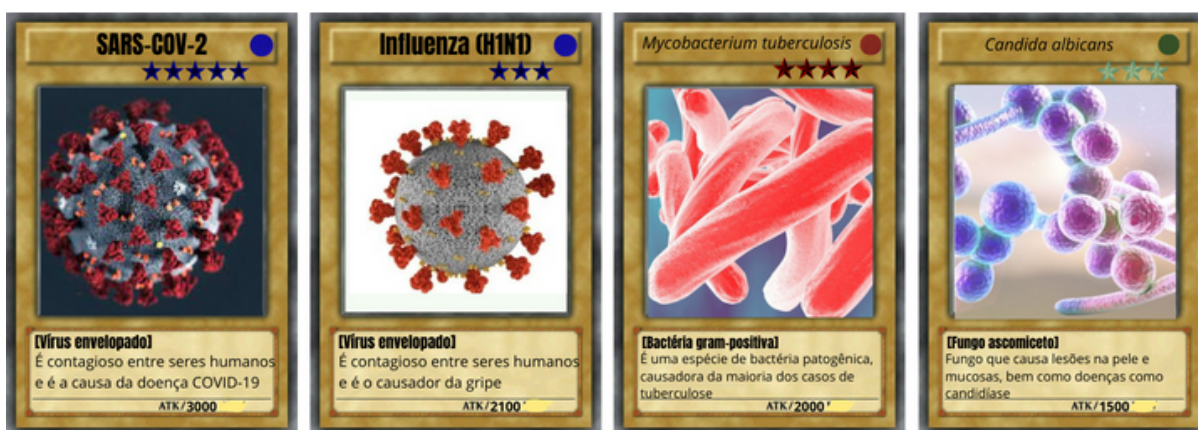 SARS-COV-2
[Vírus envelopado]
É contagioso entre seres humanos
e é a causa da doença COVID-19
ATK/3000
Influenza (H1N1)
[Vírus envelopado]
É contagioso entre seres humanos
e é o causador da gripe
ATK/2100
Mycobacterium tuberculosis
[Bactéria gram-positiva]
É uma espécie de bactéria patogênica,
causadora da maioria dos casos de
tuberculose
ATK/2000
Candida albicans
[Fungo ascomiceto]
Fungo que causa lesões na pele e
mucosas, bem como doenças como
candidíase
ATK/1500